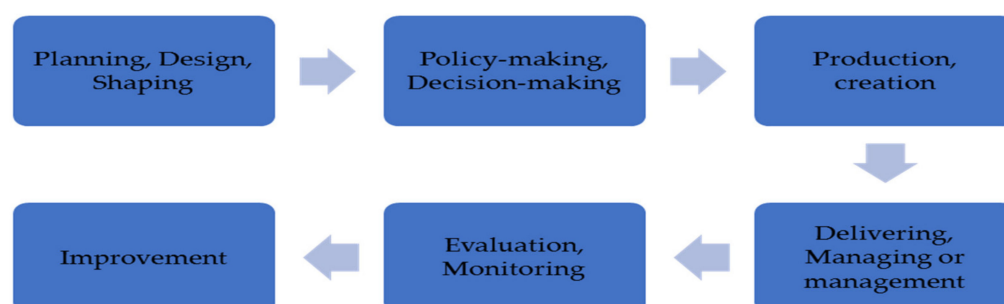 Planning, Design,
Shaping
Policy-making,
Decision-making
Production,
creation
Delivering,
Managing or
management
Evaluation,
Monitoring
Improvement